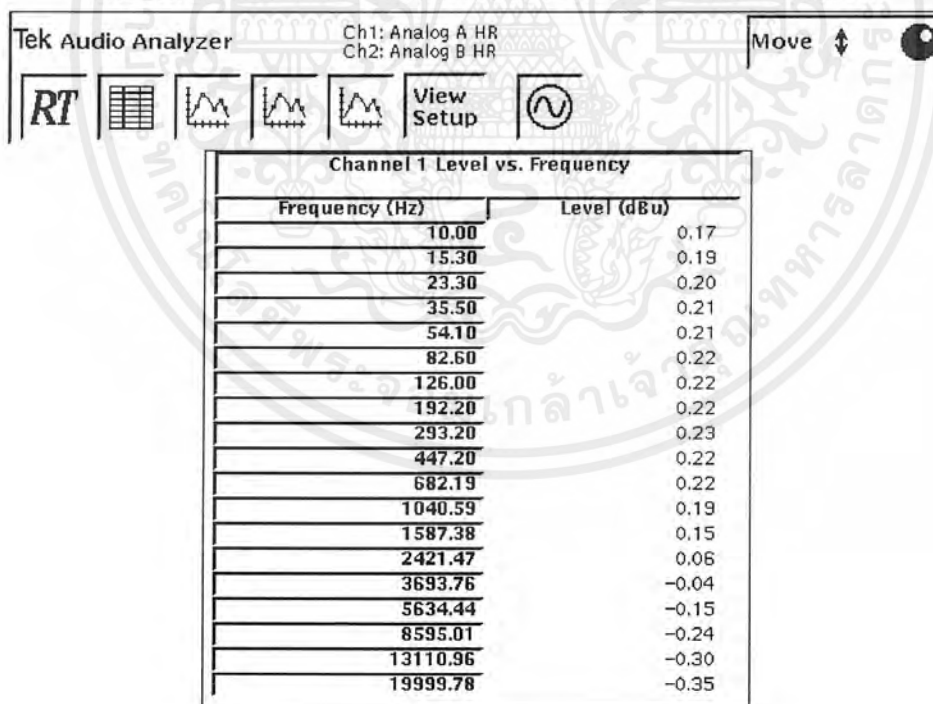 Tek Audio Analyzer
Ch1: Analog A HR
Ch2: Analog B HR
Move
RT
View
Setup
Channel 1 Level vs. Frequency
Frequency (Hz) Level (dBu)
10.00 0.17
15.30 0.19
23.30 0.20
35.50 0.21
54.10 0.21
82.60 0.22
126.00 0.22
192.20 0.22
293.20 0.23
447.20 0.22
682.19 0.22
1040.59 0.19
1587.38 0.15
2421.47 0.06
3693.76 -0.04
5634.44 -0.15
8595.01 -0.24
13110.96 -0.30
19999.78 -0.35